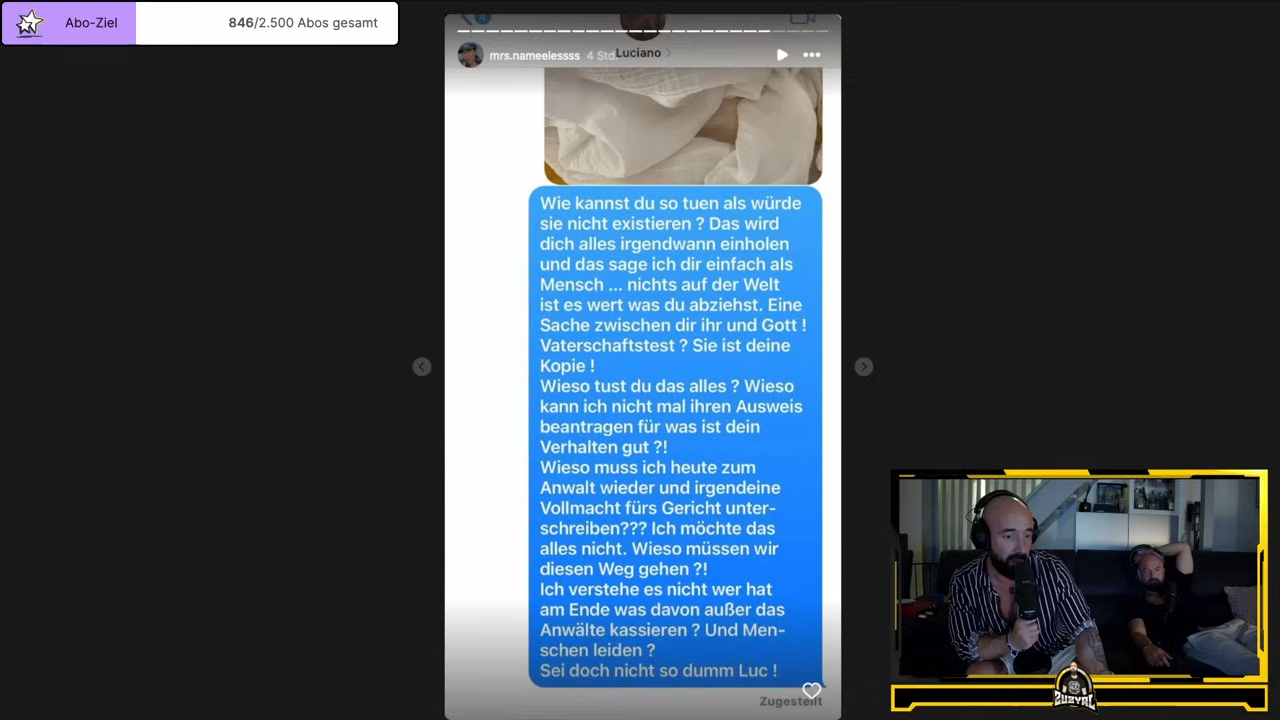 Abo-Ziel
846/2.500 Abos gesamt
mrs.nameelessss 4 Std.
Luciano
Wie kannst du so tuen als würde
sie nicht existieren ? Das wird
dich alles irgendwann einholen
und das sage ich dir einfach als
Mensch ... nichts auf der Welt
ist es wert was du abziehst. Eine
Sache zwischen dir ihr und Gott !
Vaterschaftstest ? Sie ist deine
Kopie !
Wieso tust du das alles ? Wieso
kann ich nicht mal ihren Ausweis
beantragen für was ist dein
Verhalten gut ?!
Wieso muss ich heute zum
Anwalt wieder und irgendeine
Vollmacht fürs Gericht unter-
schreiben??? Ich möchte das
alles nicht. Wieso müssen wir
diesen Weg gehen ?!
Ich verstehe es nicht wer hat
am Ende was davon außer das
Anwälte kassieren ? Und Men-
schen leiden ?
Sei doch nicht so dumm Luc !
Zugestellt